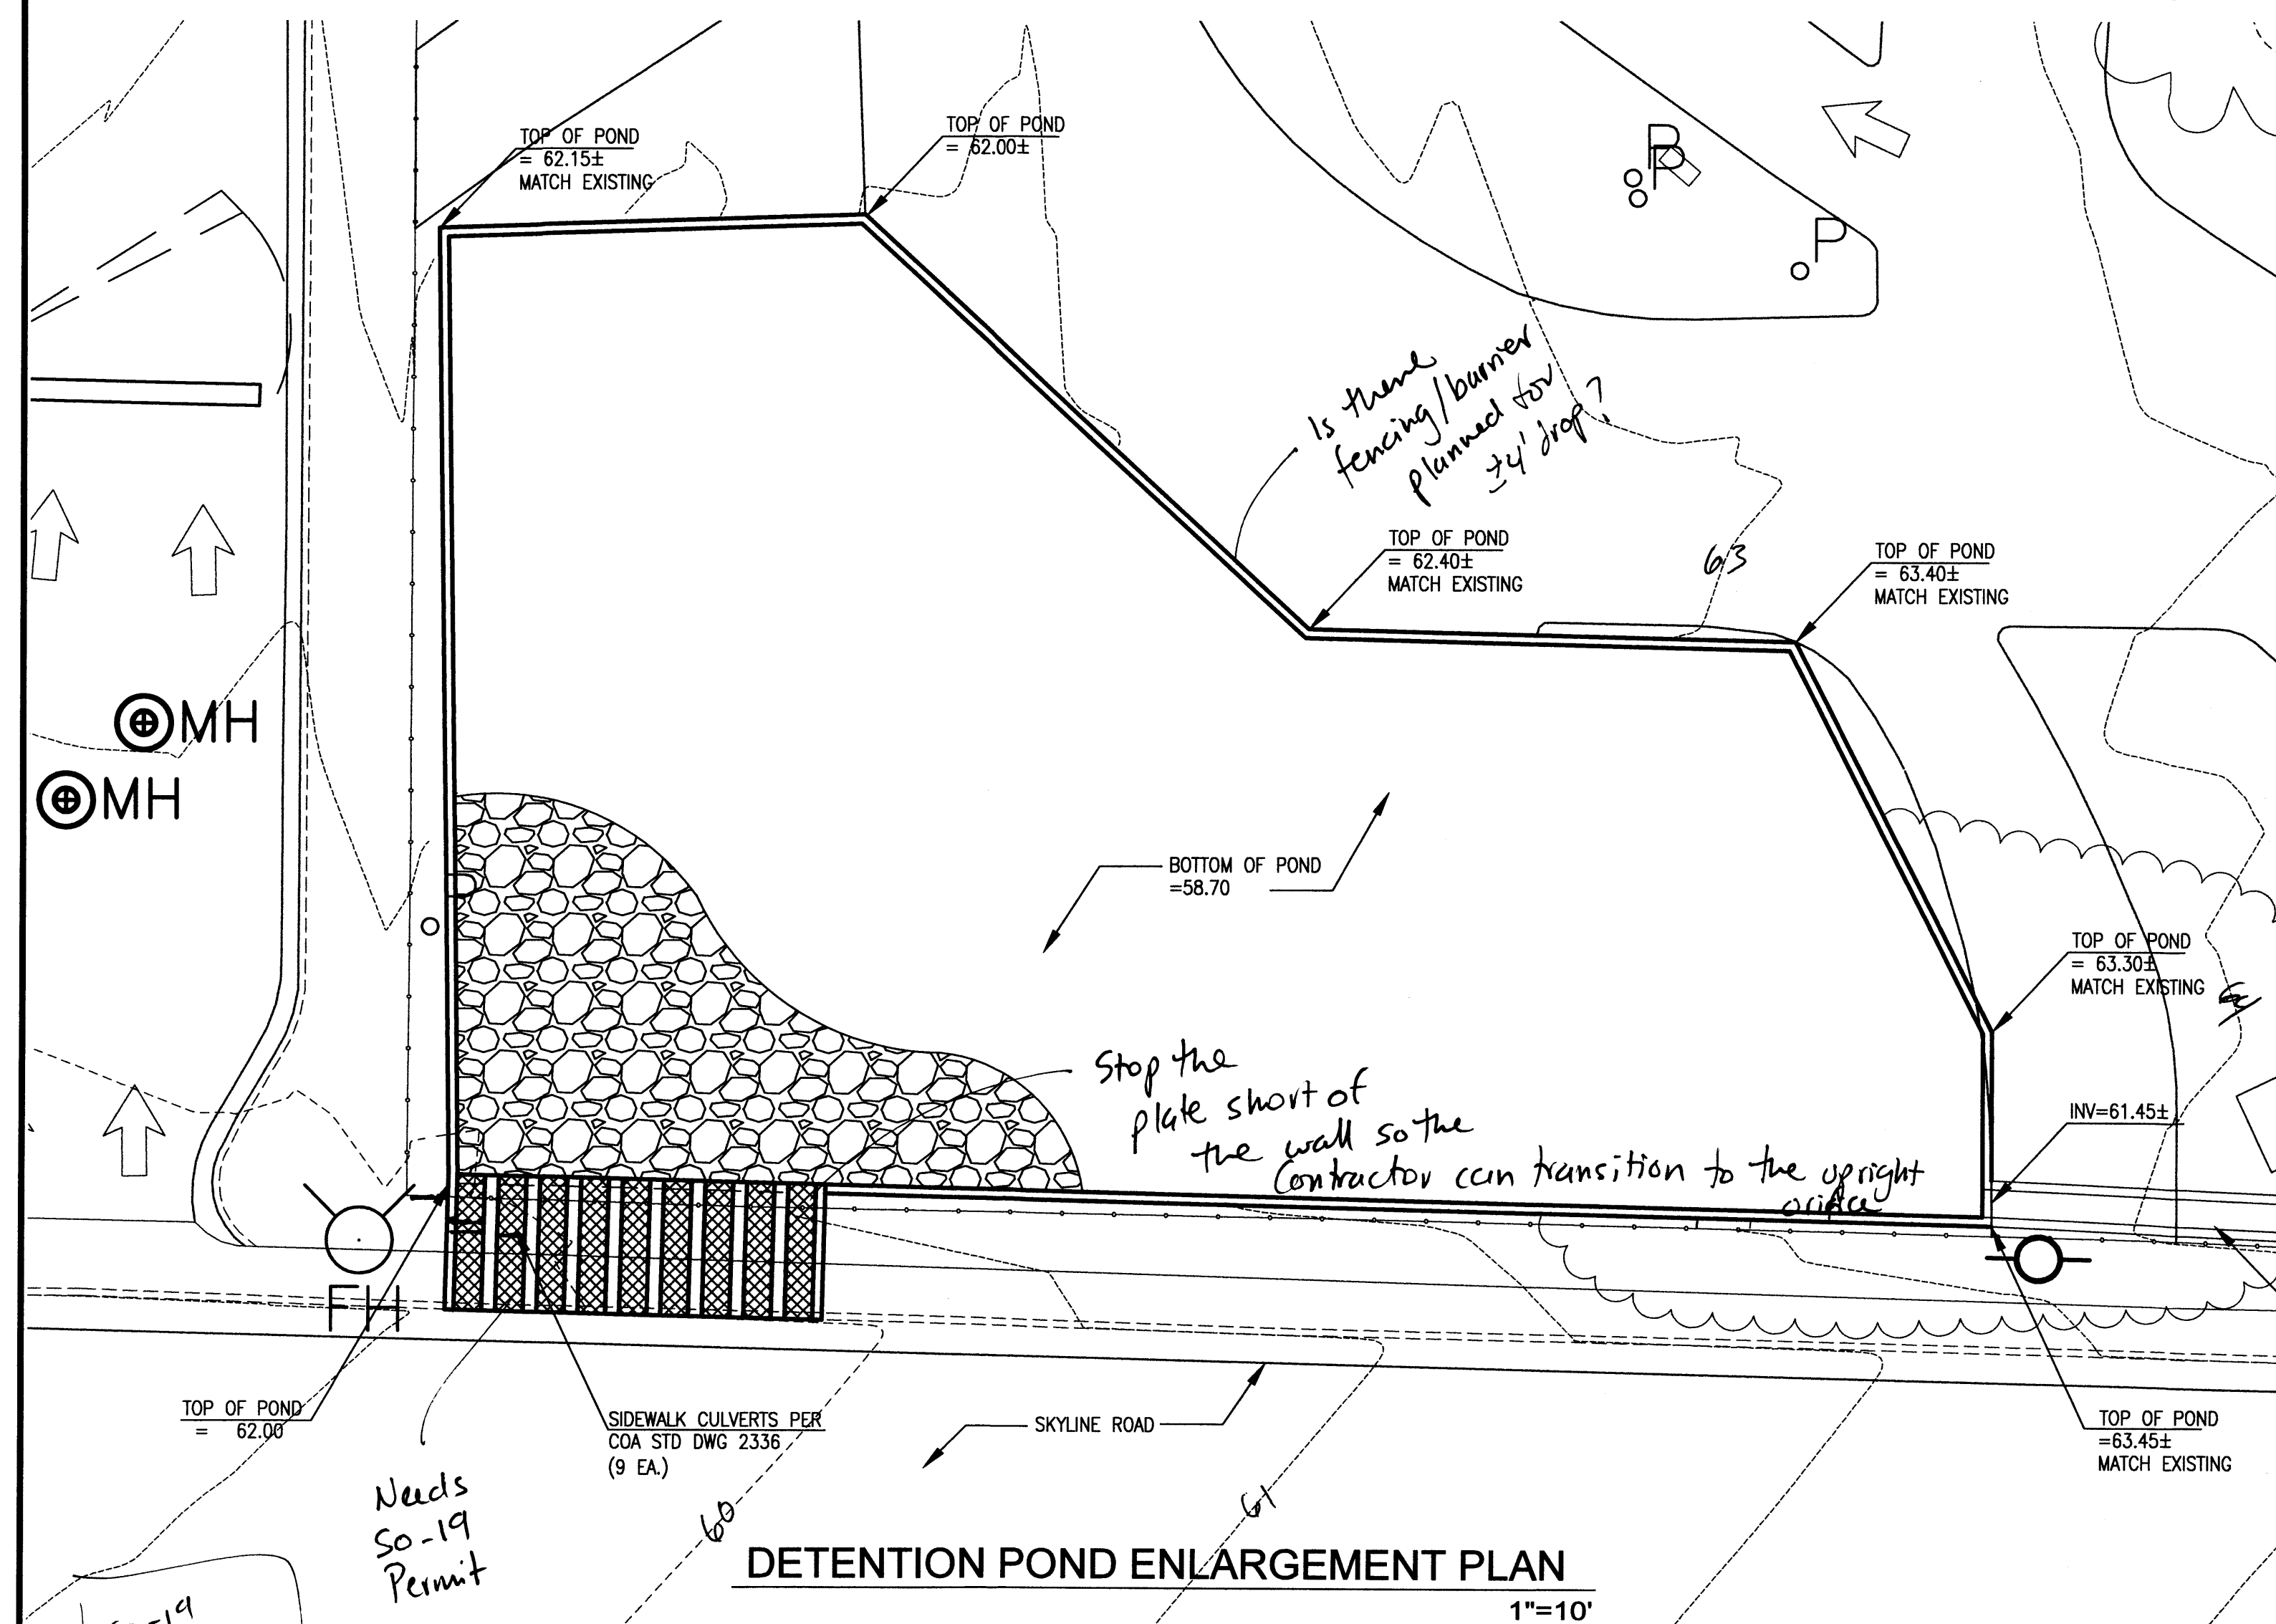 TOP OF POND
= 62.15±
MATCH EXISTING
TOP OF POND
= 62.00±
P
P
P
Is there
fencing/barrier
planned for
±4' drop?
TOP OF POND
= 62.40±
MATCH EXISTING
63
TOP OF POND
= 63.40±
MATCH EXISTING
MH
MH
P
BOTTOM OF POND
=58.70
TOP OF POND
= 63.30±
MATCH EXISTING
Stop the
plate short of
the wall so the
Contractor can transition to the upright
orifice
INV=61.45±
FH
TOP OF POND
= 62.00
SIDEWALK CULVERTS PER
COA STD DWG 2336
(9 EA.)
SKYLINE ROAD
TOP OF POND
=63.45±
MATCH EXISTING
Needs
SO-19
Permit
60
61
DETENTION POND ENLARGEMENT PLAN
1"=10'
-19